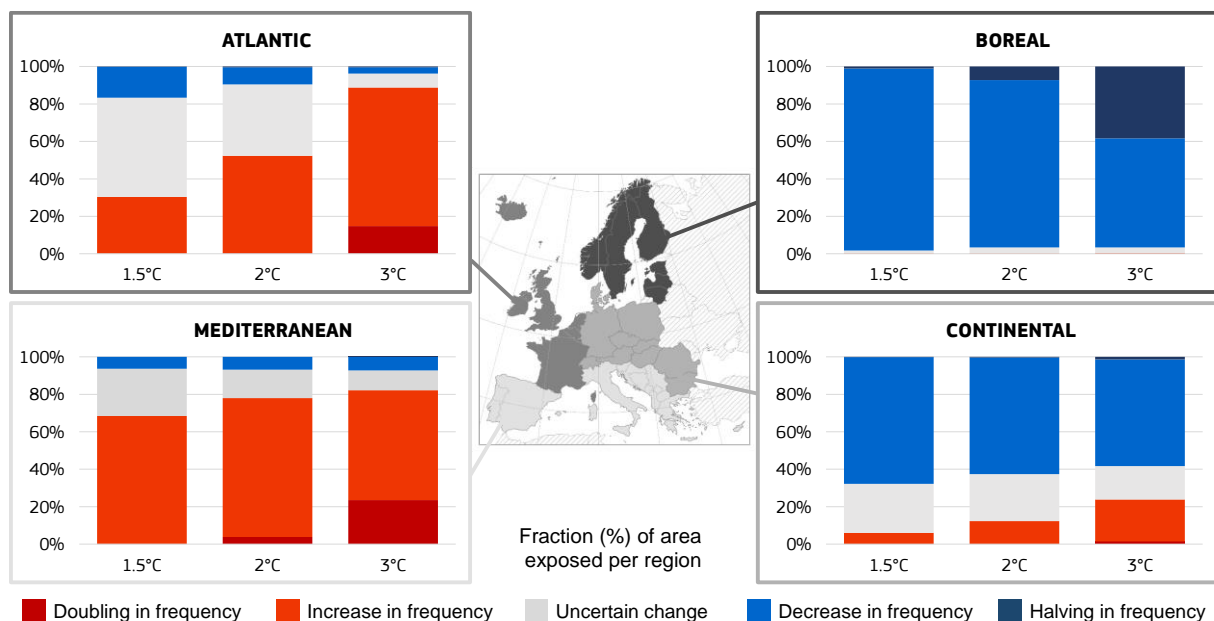 ATLANTIC
100%
80%
60%
40%
20%
0%
1.5°C 2°C 3°C
BOREAL
100%
80%
60%
40%
20%
0%
1.5°C 2°C 3°C
MEDITERRANEAN
100%
80%
60%
40%
20%
0%
1.5°C 2°C 3°C
CONTINENTAL
100%
80%
60%
40%
20%
0%
1.5°C 2°C 3°C
Fraction (%) of area
exposed per region
Doubling in frequency Increase in frequency Uncertain change Decrease in frequency Halving in frequency